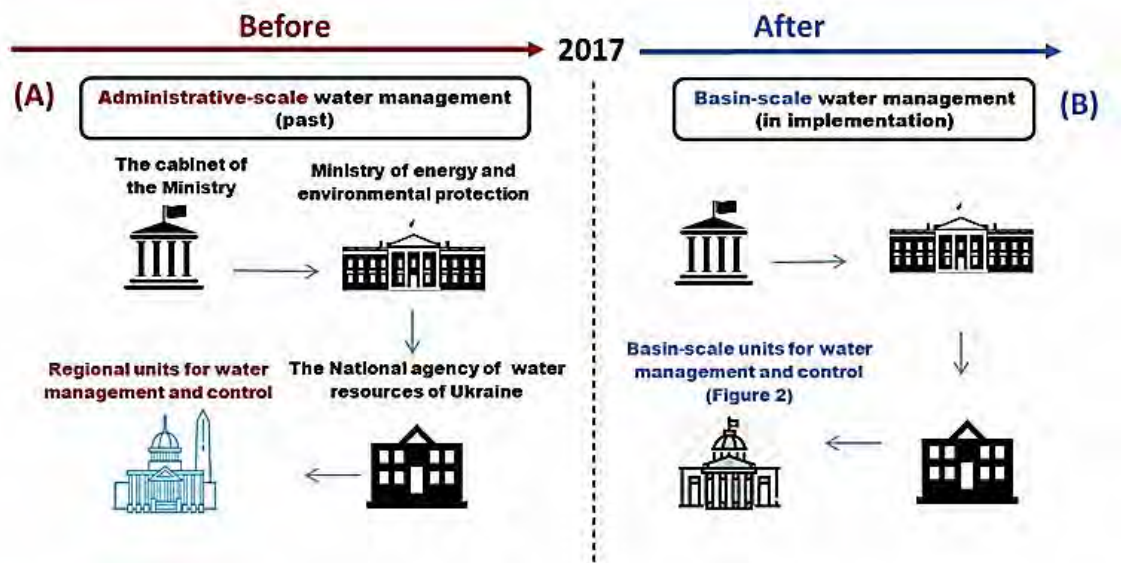 Before
2017
After
(A)
Administrative-scale water management
(past)
Basin-scale water management
(in implementation)
(B)
The cabinet of
the Ministry
Ministry of energy and
environmental protection
Regional units for water
management and control
The National agency of water
resources of Ukraine
Basin-scale units for water
management and control
(Figure 2)